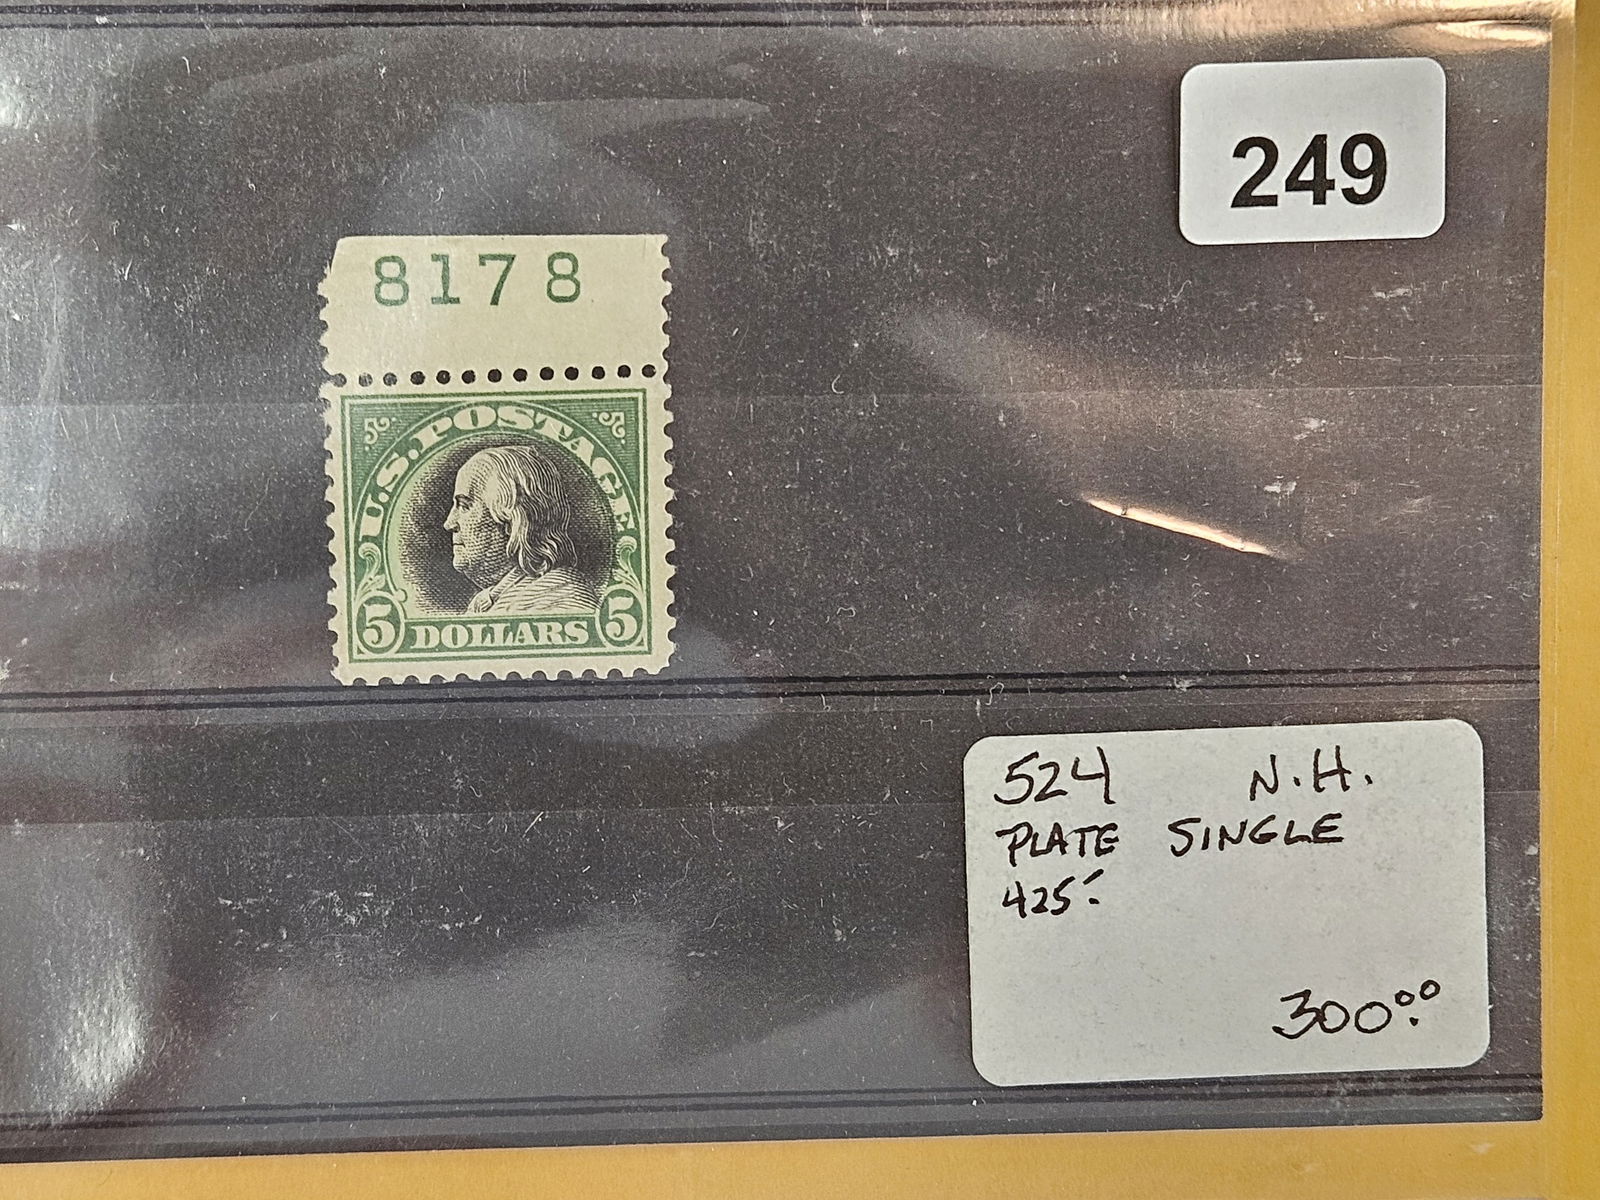 249
8178
U.S. POSTAGE
5 DOLLARS 5
524 N.H.
PLATE SINGLE
425.-
300.00